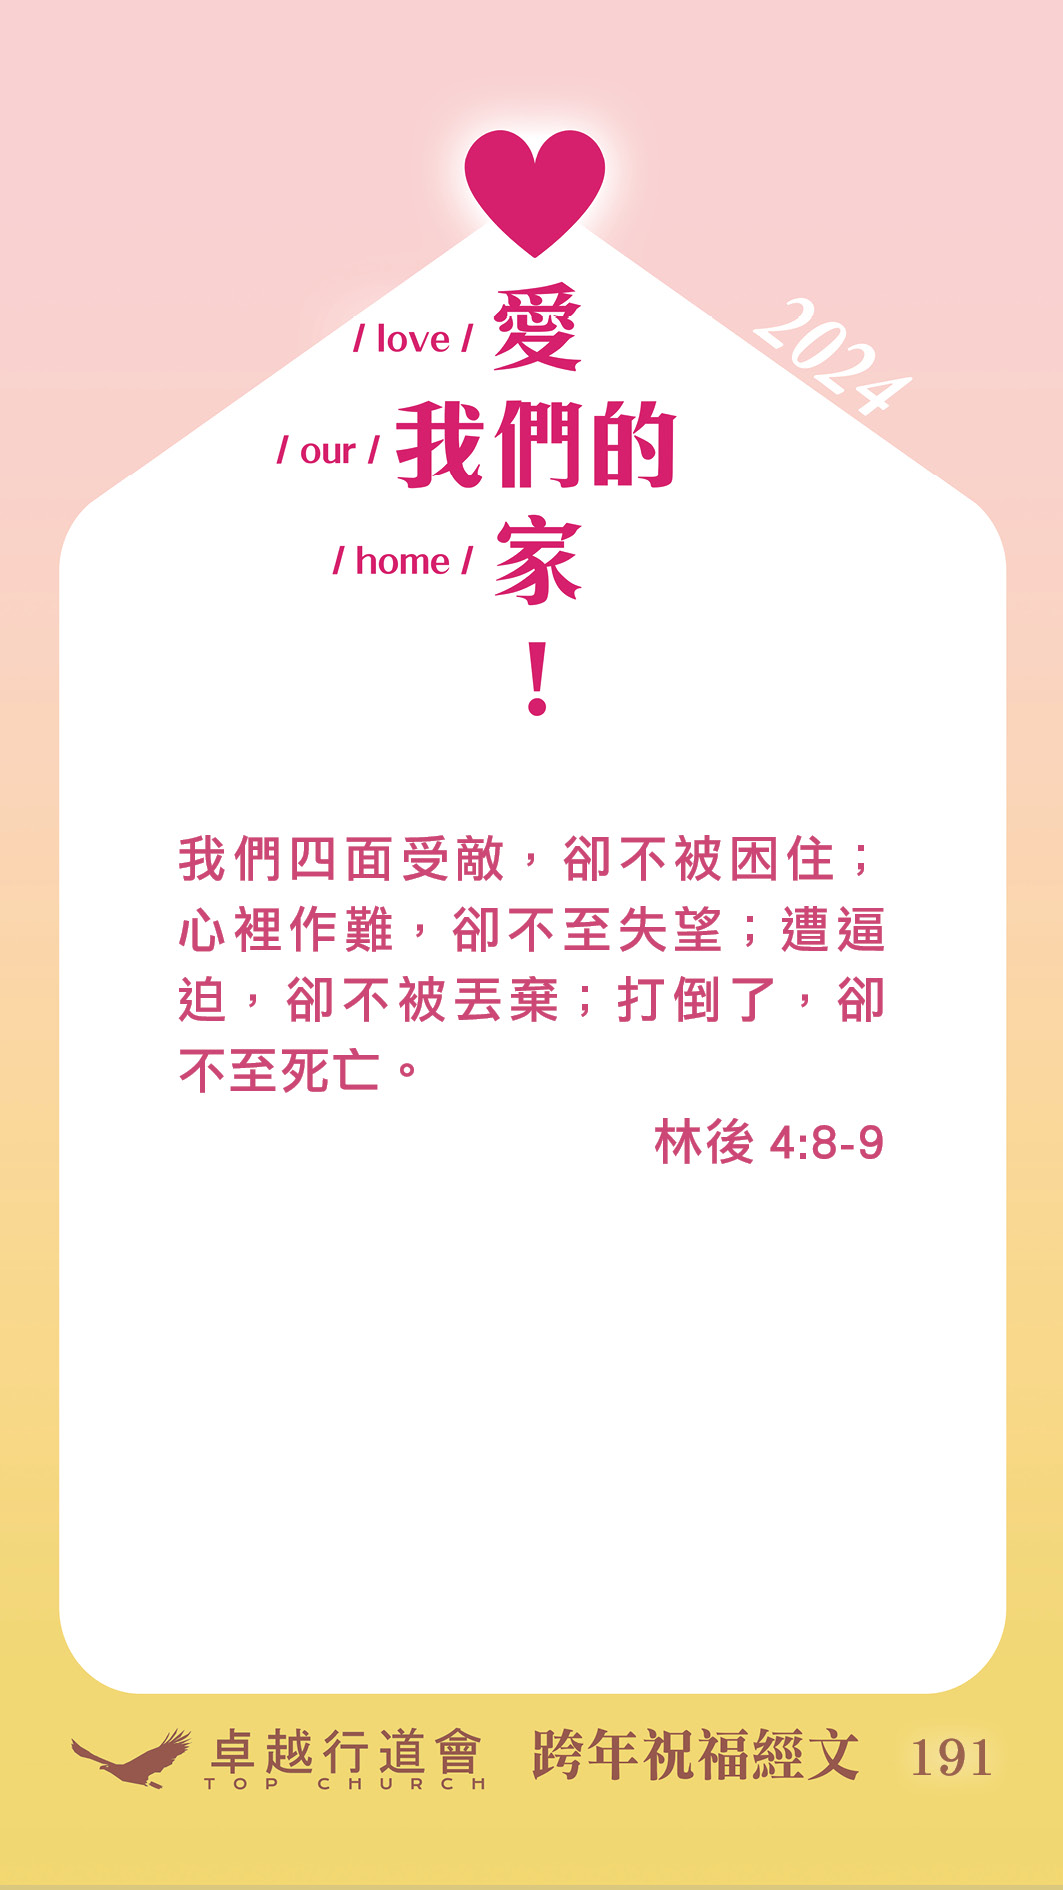 / love / 愛
2024
/ our / 我們的
/ home / 家
！
我們四面受敵，卻不被困住；
心裡作難，卻不至失望；遭逼
迫，卻不被丟棄；打倒了，卻
不至死亡。
林後 4:8-9
卓越行道會 跨年祝福經文 191
TOP CHURCH